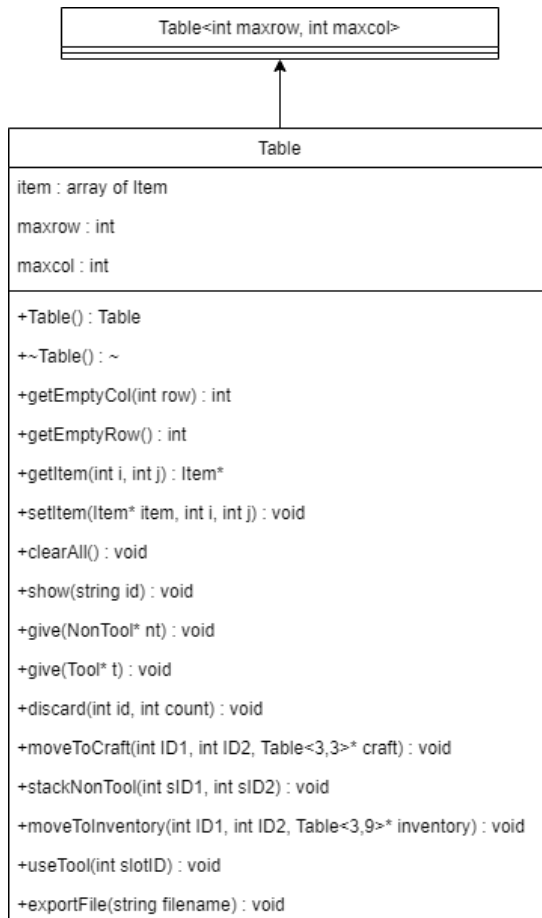 Table<int maxrow, int maxcol>
Table
item : array of Item
maxrow : int
maxcol : int
+Table() : Table
+~Table() : ~
+getEmptyCol(int row) : int
+getEmptyRow() : int
+getItem(int i, int j) : Item*
+setItem(Item* item, int i, int j) : void
+clearAll() : void
+show(string id) : void
+give(NonTool* nt) : void
+give(Tool* t) : void
+discard(int id, int count) : void
+moveToCraft(int ID1, int ID2, Table<3,3>* craft) : void
+stackNonTool(int sID1, int sID2) : void
+moveToInventory(int ID1, int ID2, Table<3,9>* inventory) : void
+useTool(int slotID) : void
+exportFile(string filename) : void